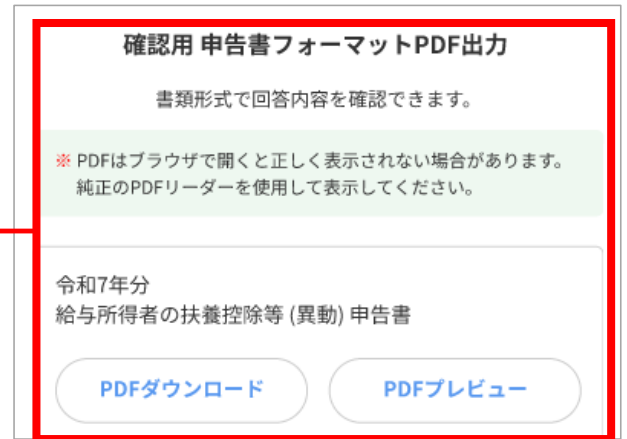 確認用 申告書フォーマットPDF出力
書類形式で回答内容を確認できます。
※ PDFはブラウザで開くと正しく表示されない場合があります。
純正のPDFリーダーを使用して表示してください。
令和7年分
給与所得者の扶養控除等 (異動) 申告書
PDFダウンロード
PDFプレビュー